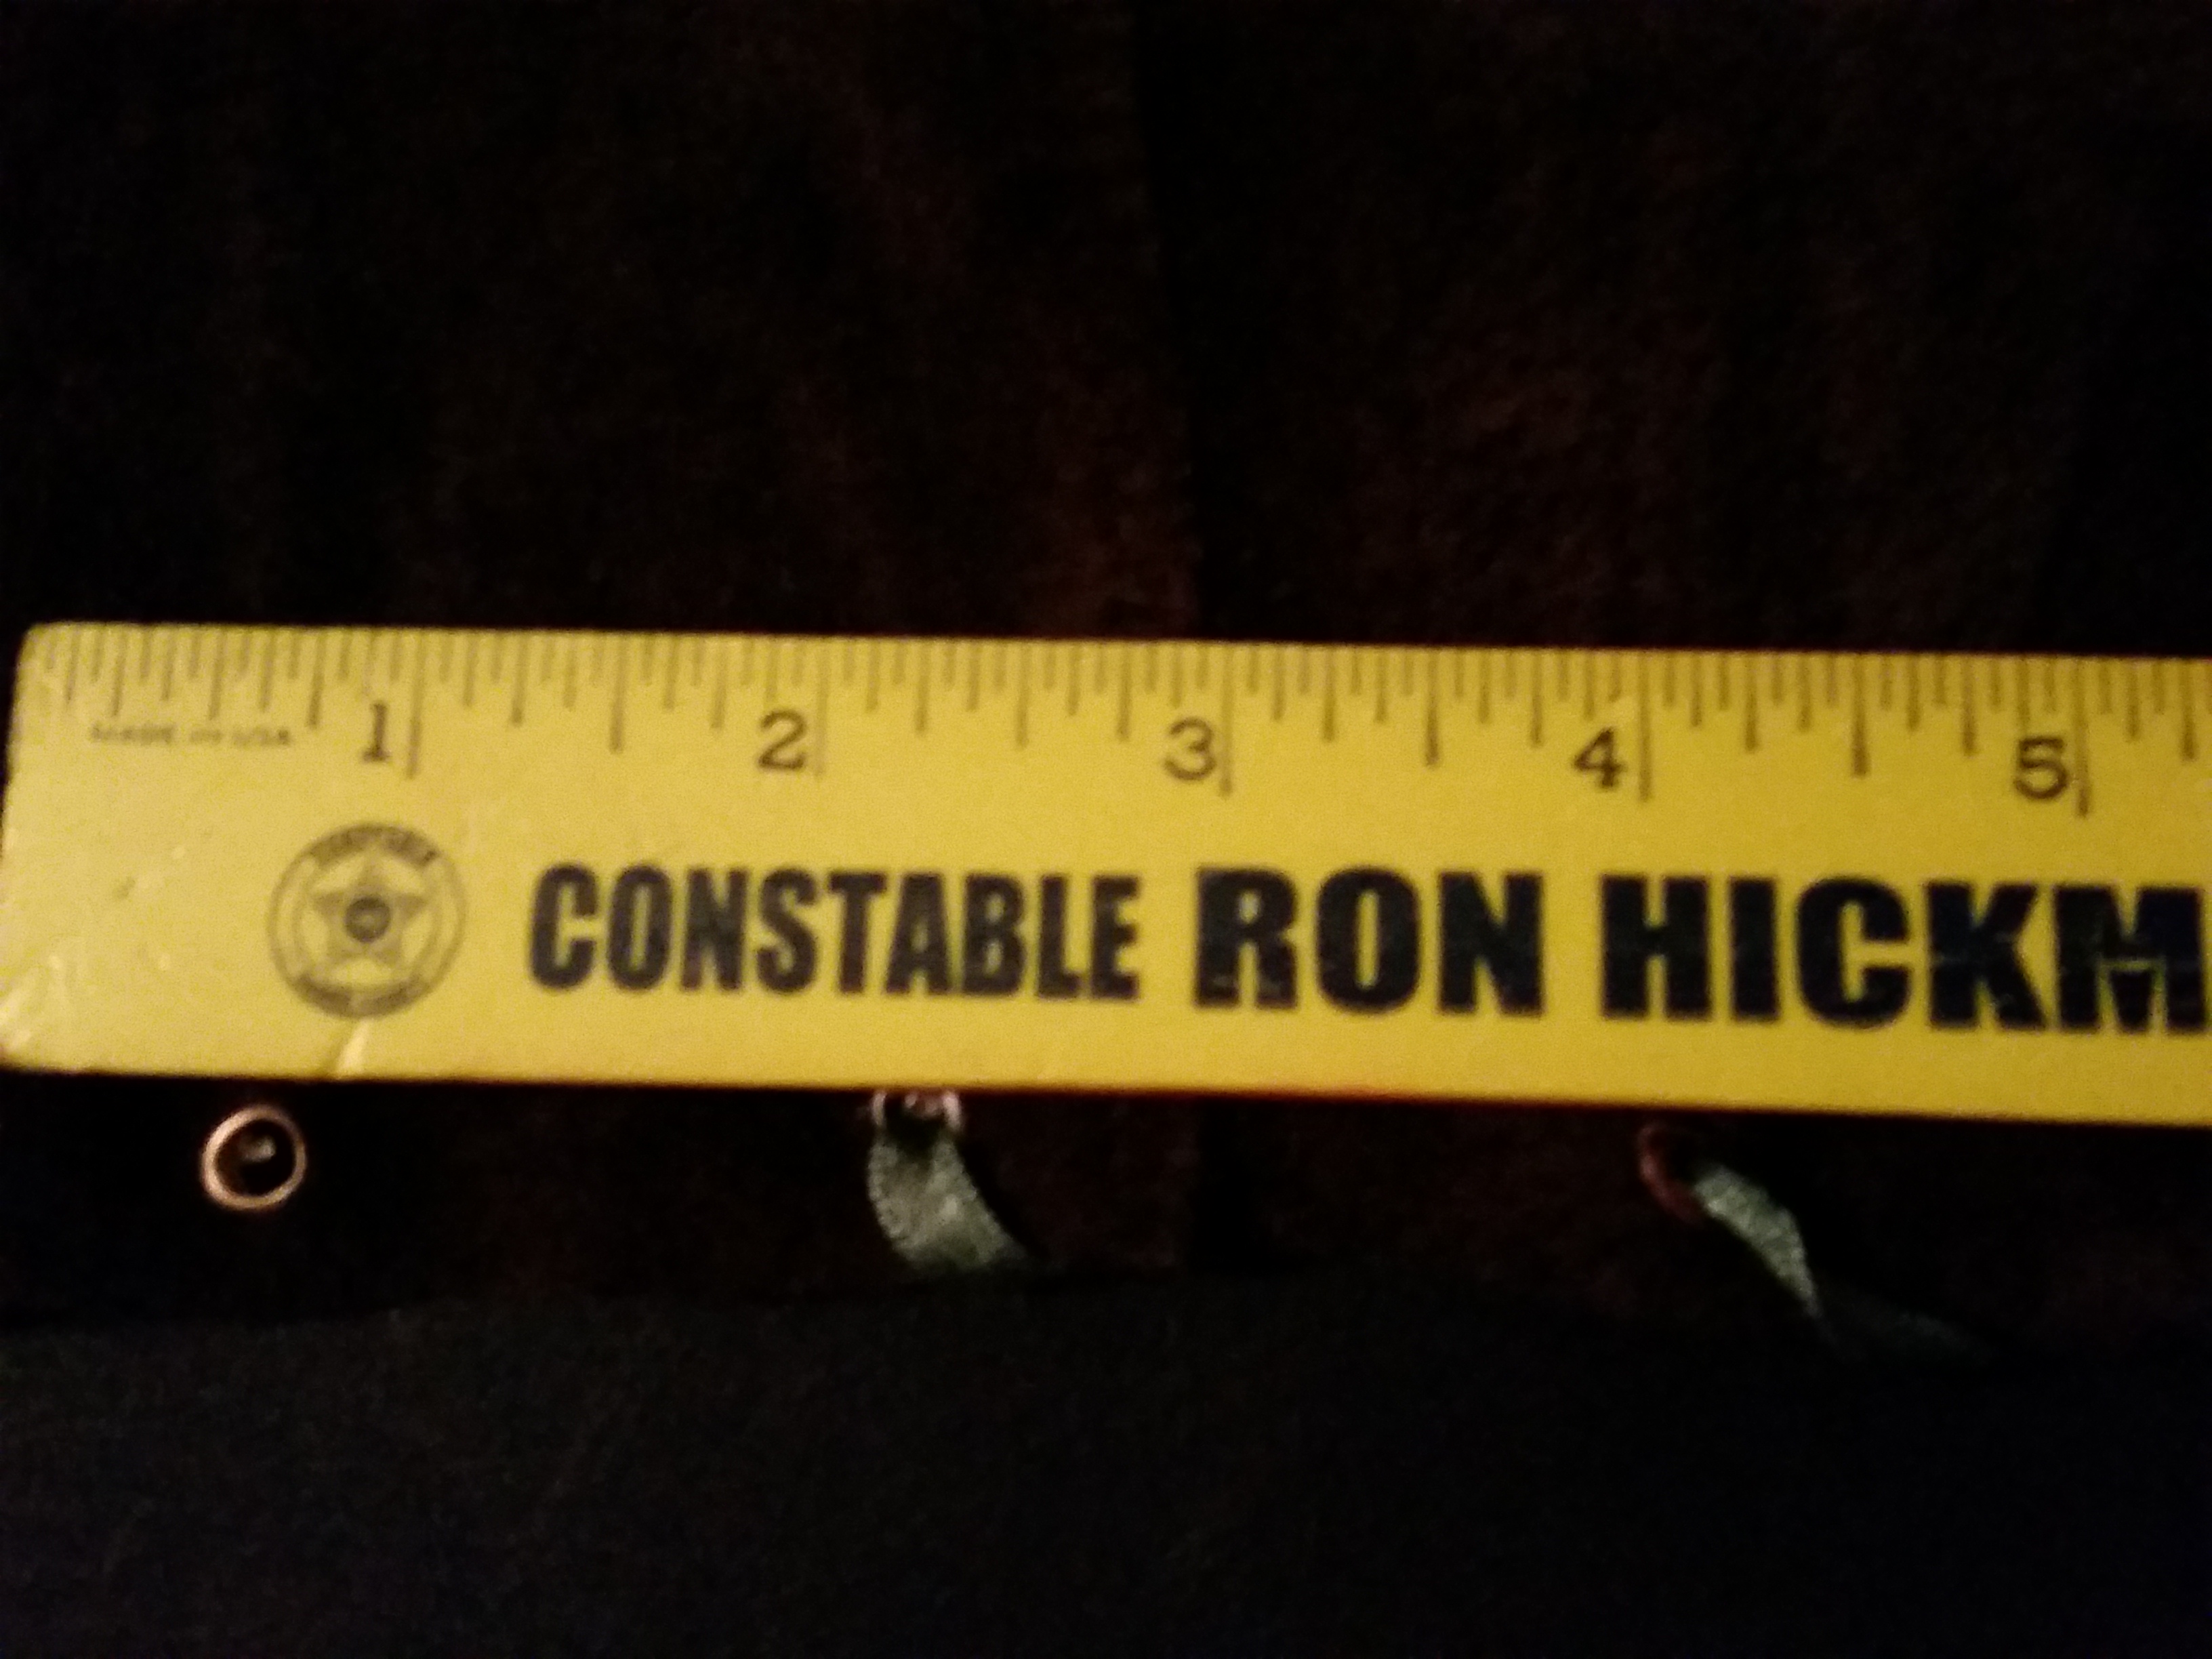 MADE IN USA
1 2 3 4 5
CONSTABLE RON HICKM